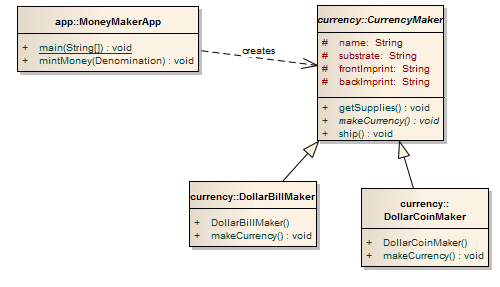 app::MoneyMakerApp
+ main(String[]) : void
+ mintMoney(Denomination) : void
creates
currency::CurrencyMaker
# name: String
# substrate: String
# frontImprint: String
# backImprint: String
+ getSupplies() : void
+ makeCurrency() : void
+ ship() : void
currency::DollarBillMaker
+ DollarBillMaker()
+ makeCurrency() : void
currency::
DollarCoinMaker
+ DollarCoinMaker()
+ makeCurrency() : void